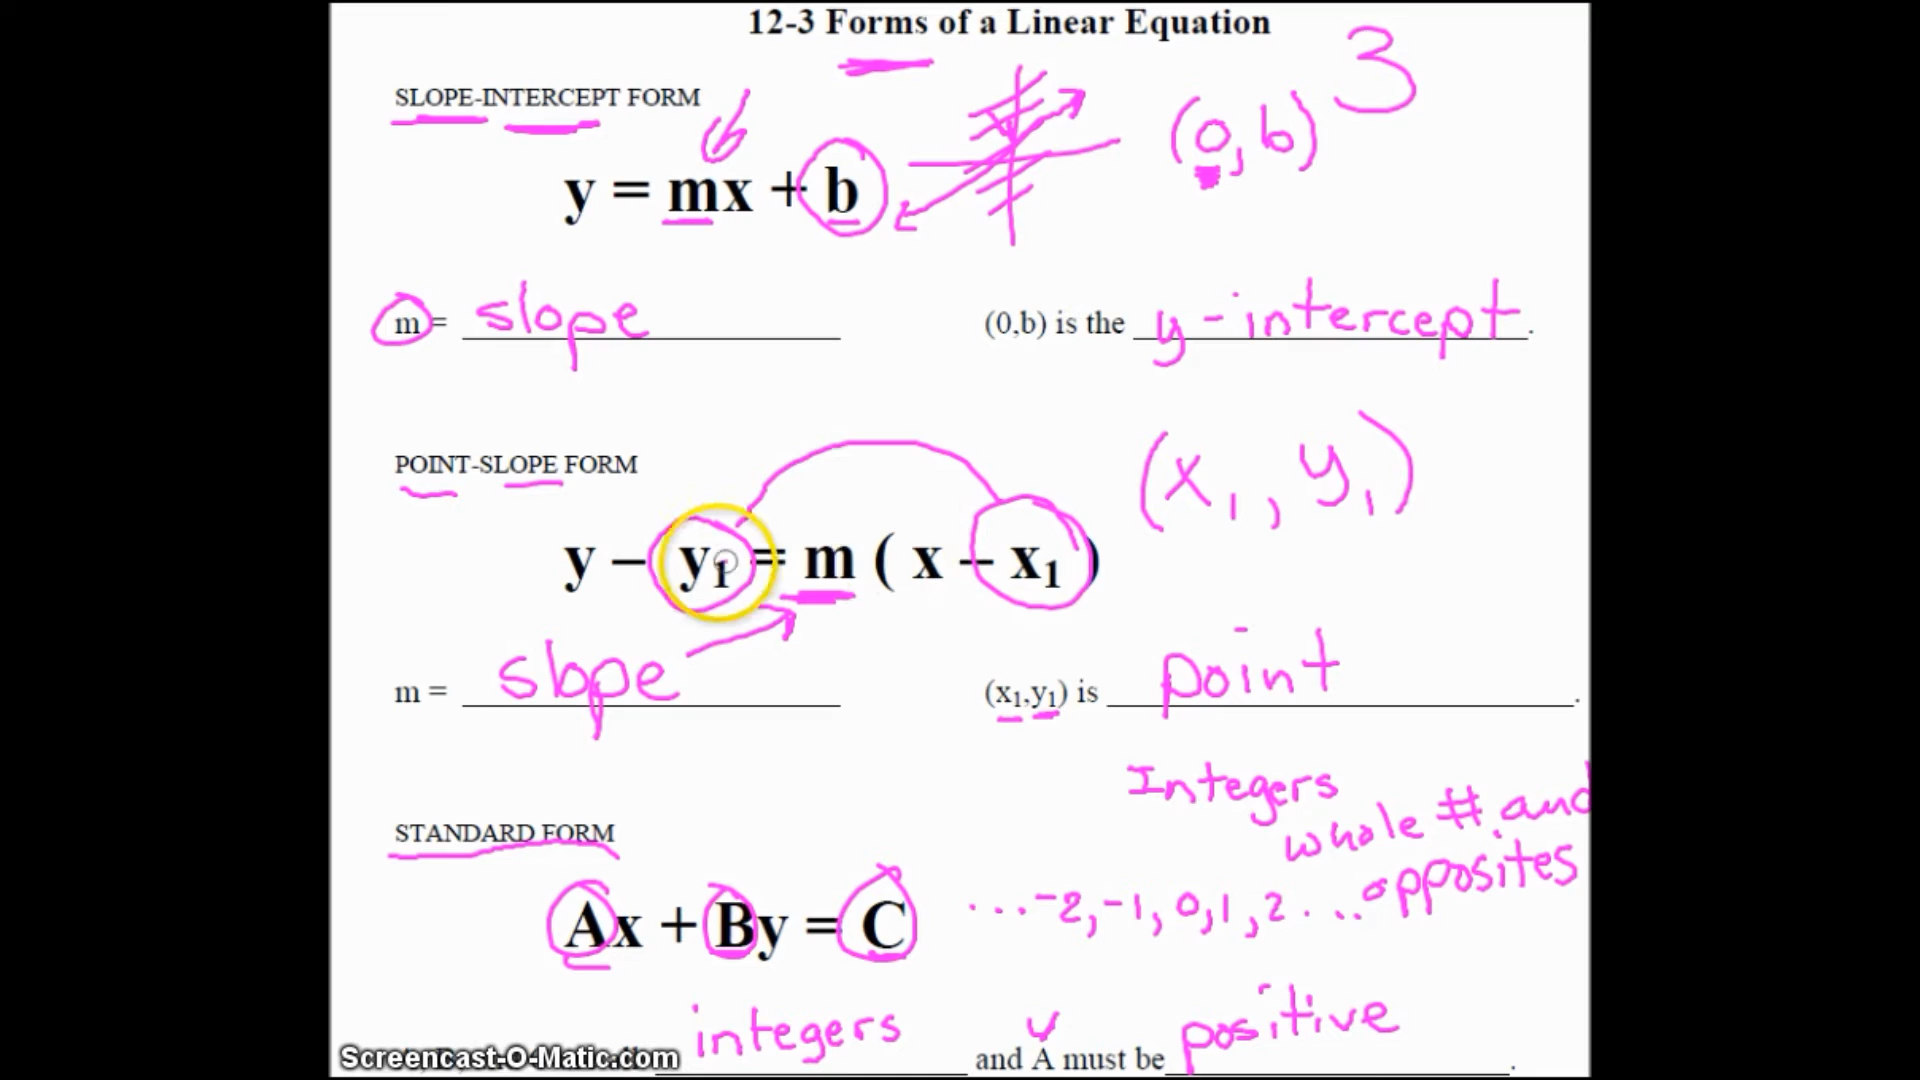 12-3 Forms of a Linear Equation
3
SLOPE-INTERCEPT FORM
(0, b)
y = mx + b
m = slope
(0,b) is the y-intercept.
POINT-SLOPE FORM
(x₁, y₁)
y – y₁ = m ( x – x₁ )
m = slope
(x₁,y₁) is point.
Integers
whole #. and
opposites
STANDARD FORM
Ax + By = C
...-2, -1, 0, 1, 2...
integers and A must be positive.
Screencast-O-Matic.com